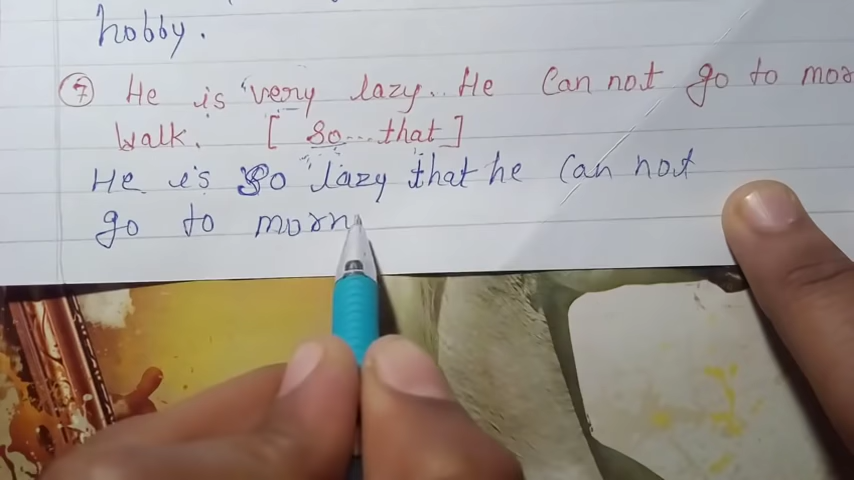 hobby.
⑦ He is "very lazy.. He Can not go to mor
Walk. [ So...that ]
He is So lazy that he Can not
go to morn